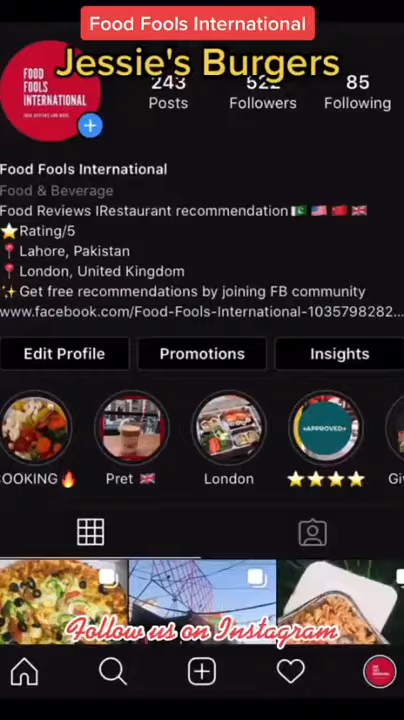 Food Fools International
Jessie's Burgers
FOOD
FOOLS
INTERNATIONAL
243
522
85
Posts
Followers
Following
Food Fools International
Food & Beverage
Food Reviews lRestaurant recommendation🇵🇰 🇺🇸 🇨🇳 🇬🇧
⭐Rating/5
📍Lahore, Pakistan
📍London, United Kingdom
✨Get free recommendations by joining FB community
www.facebook.com/Food-Fools-International-1035798282...
Edit Profile
Promotions
Insights
APPROVED
COOKING🔥
Pret 🇬🇧
London
⭐⭐⭐⭐
Follow us on Instagram